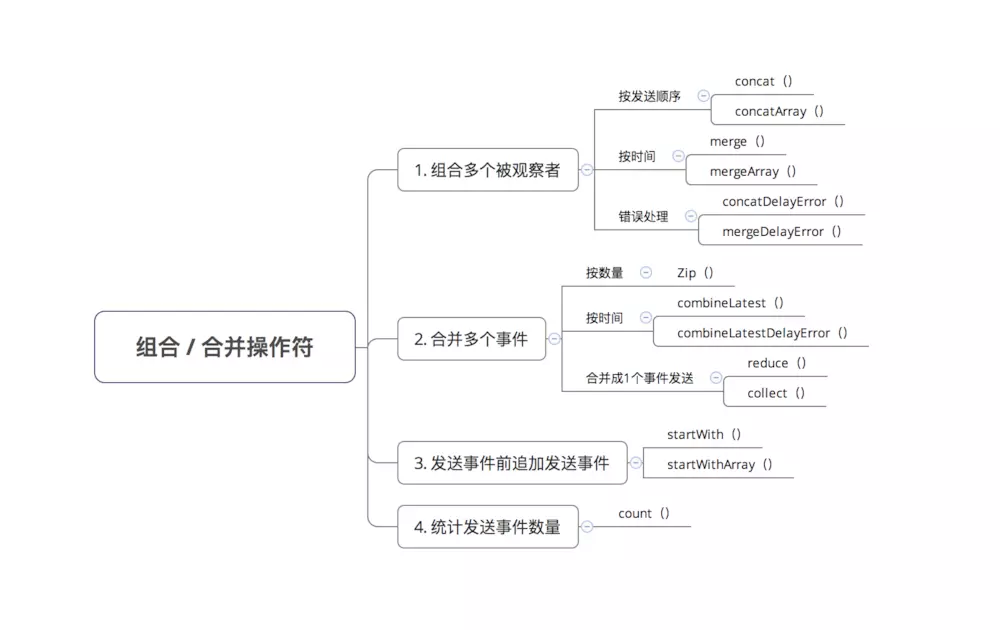 组合 / 合并操作符
1. 组合多个被观察者
按发送顺序
concat（）
concatArray（）
按时间
merge（）
mergeArray（）
错误处理
concatDelayError（）
mergeDelayError（）
2. 合并多个事件
按数量
Zip（）
按时间
combineLatest（）
combineLatestDelayError（）
合并成1个事件发送
reduce（）
collect（）
3. 发送事件前追加发送事件
startWith（）
startWithArray（）
4. 统计发送事件数量
count（）